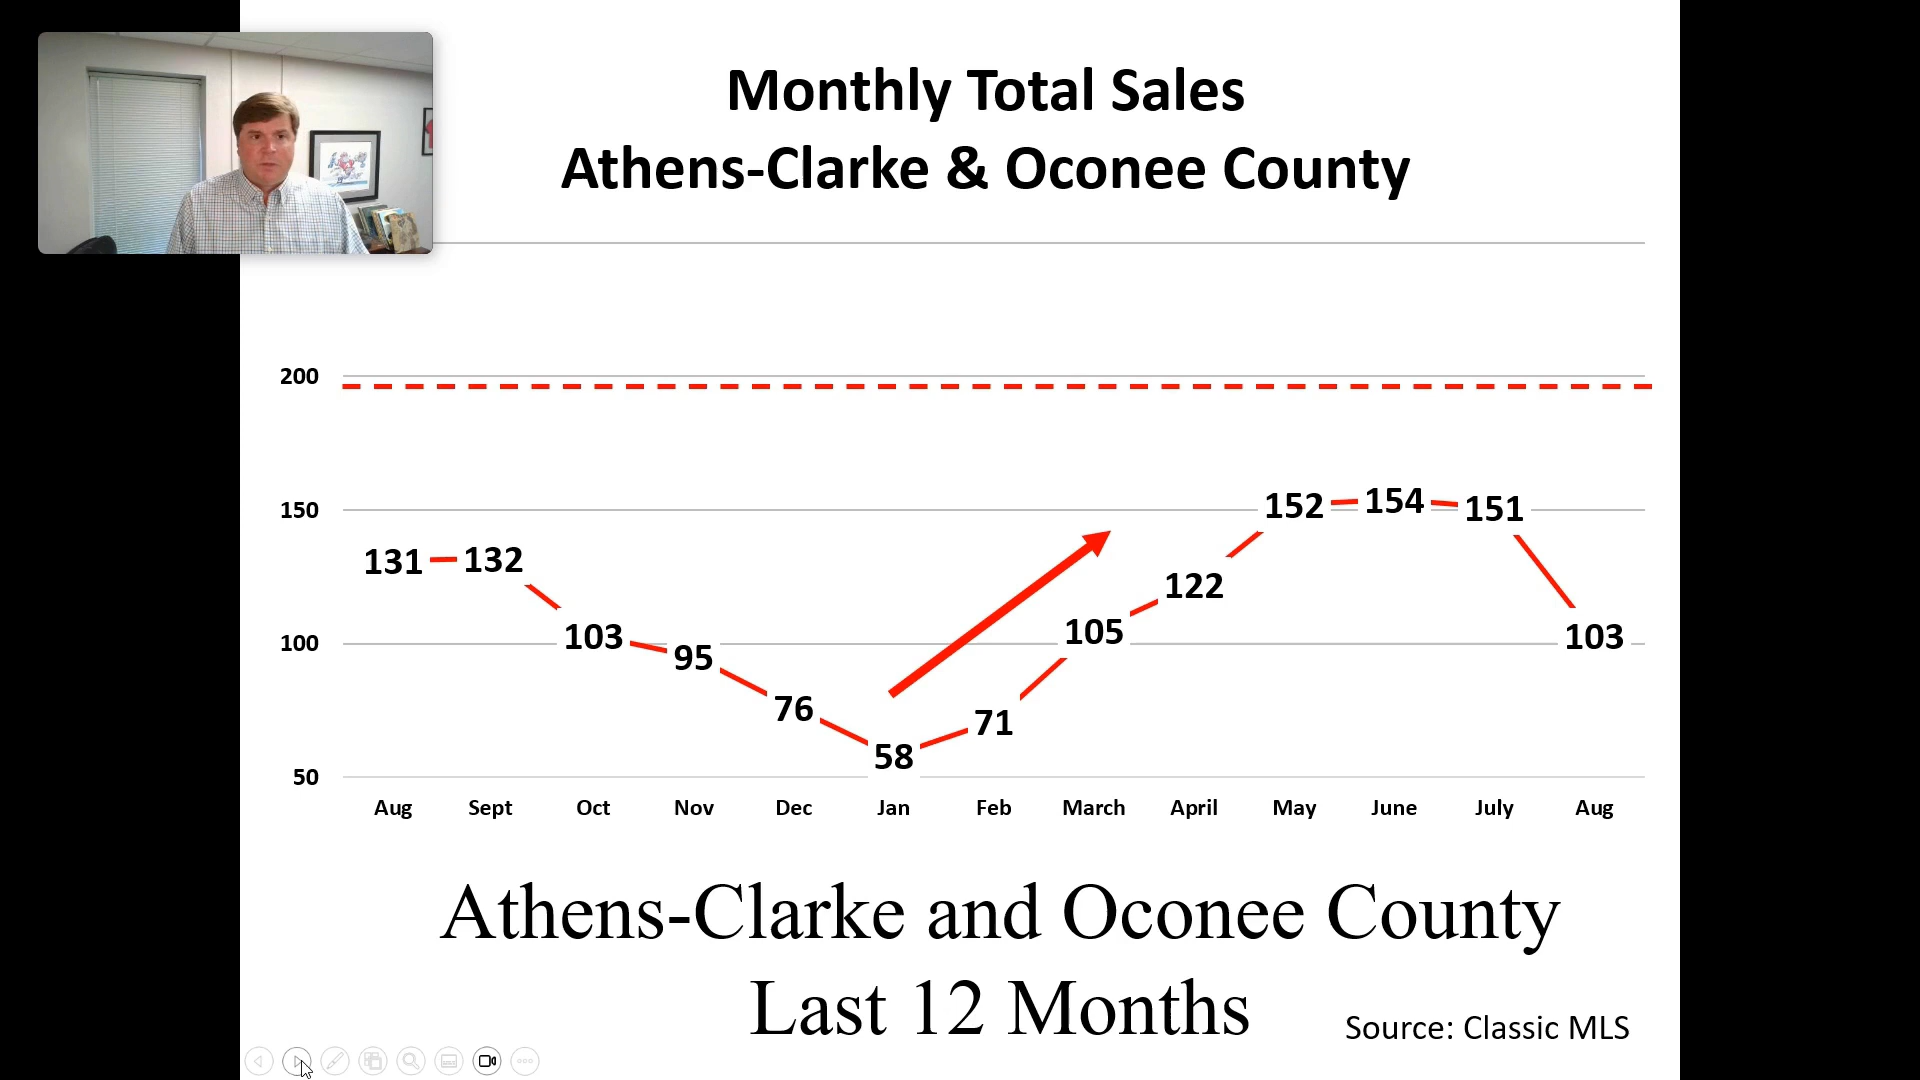 Monthly Total Sales
Athens-Clarke & Oconee County
200
150
100
50
131
132
103
95
76
58
71
105
122
152
154
151
103
Aug Sept Oct Nov Dec Jan Feb March April May June July Aug
Athens-Clarke and Oconee County
Last 12 Months
Source: Classic MLS